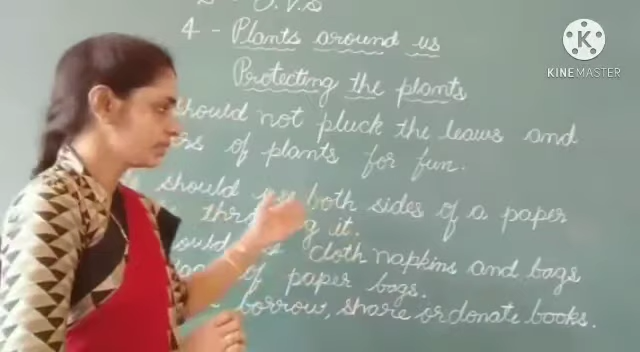 E.V.S
4 - Plants around us
Protecting the plants
should not pluck the leaws and
of plants for fun.
should both sides of a paper
it.
cloth napkins and bags
of paper bags.
borrow, share or donate books.
K
KINEMASTER